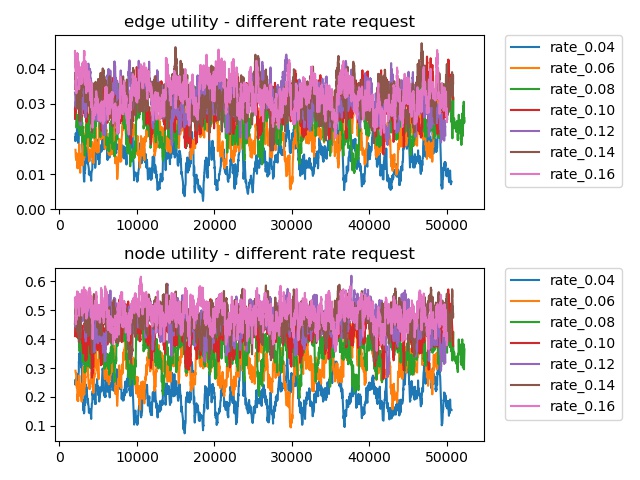 edge utility - different rate request
0.04
0.03
0.02
0.01
0.00
0 10000 20000 30000 40000 50000
rate_0.04
rate_0.06
rate_0.08
rate_0.10
rate_0.12
rate_0.14
rate_0.16
node utility - different rate request
0.6
0.5
0.4
0.3
0.2
0.1
0 10000 20000 30000 40000 50000
rate_0.04
rate_0.06
rate_0.08
rate_0.10
rate_0.12
rate_0.14
rate_0.16